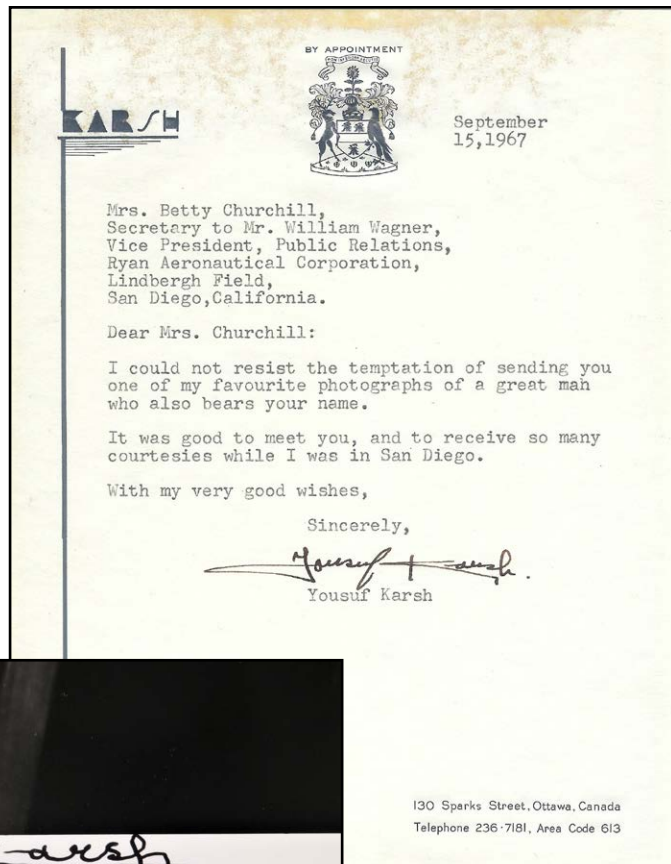 BY APPOINTMENT
KARSH
September
15,1967
Mrs. Betty Churchill,
Secretary to Mr. William Wagner,
Vice President, Public Relations,
Ryan Aeronautical Corporation,
Lindbergh Field,
San Diego,California.
Dear Mrs. Churchill:
I could not resist the temptation of sending you
one of my favourite photographs of a great man
who also bears your name.
It was good to meet you, and to receive so many
courtesies while I was in San Diego.
With my very good wishes,
Sincerely,
Yousuf Karsh.
Yousuf Karsh
130 Sparks Street, Ottawa, Canada
Telephone 236-7181, Area Code 613
arsh